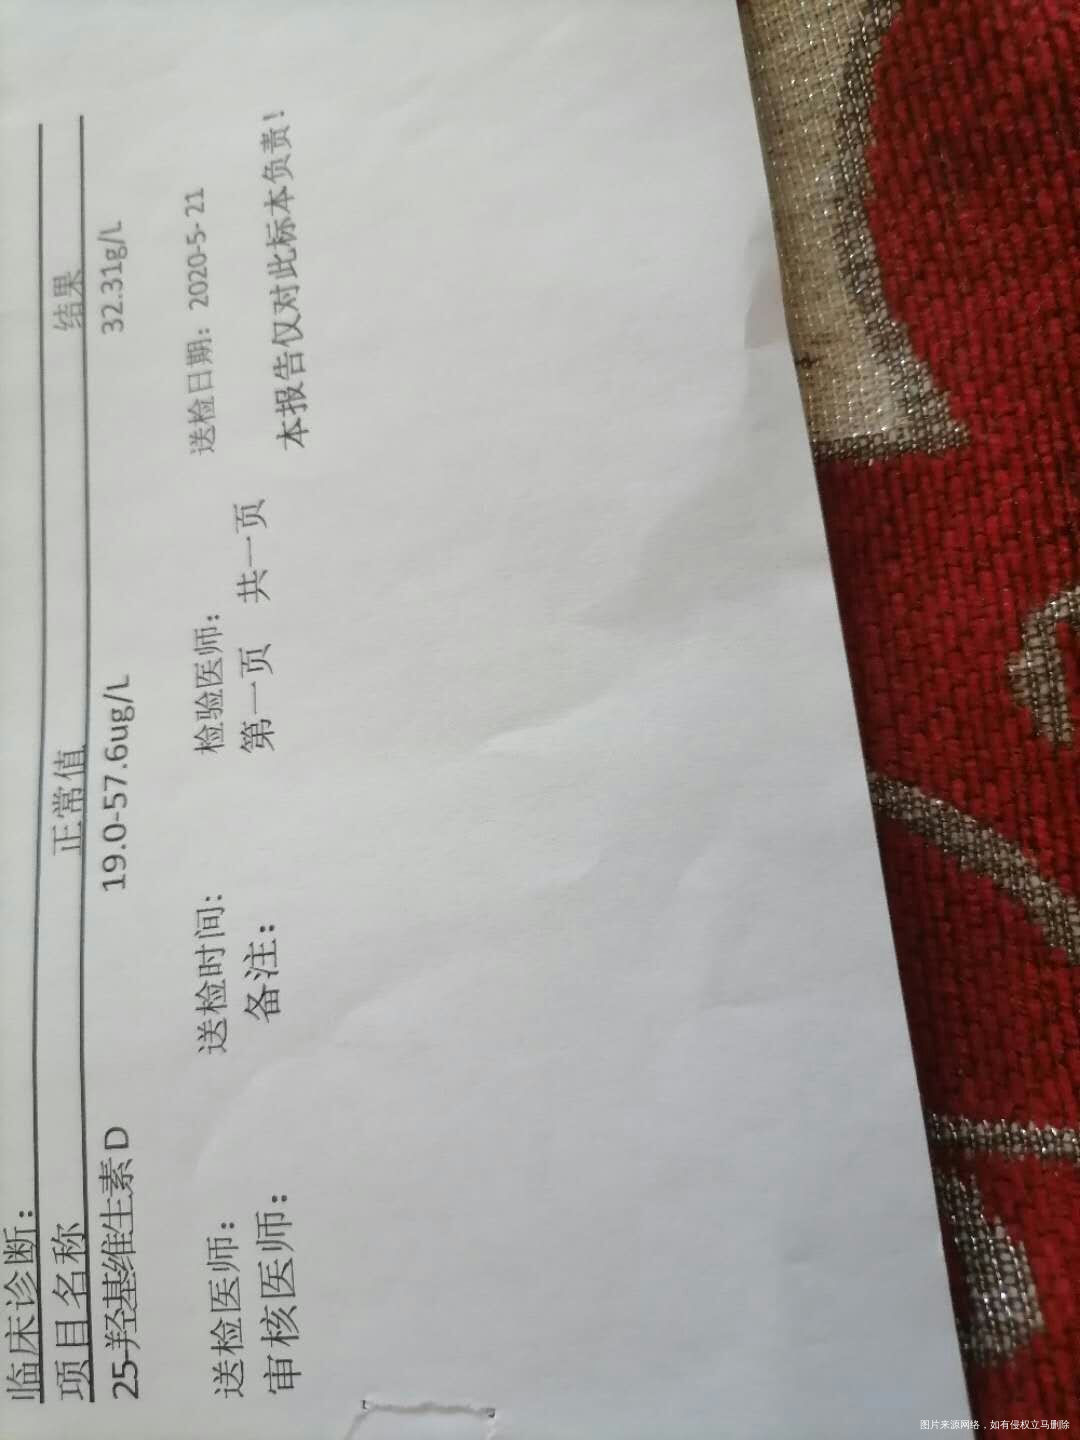 临床诊断：
项目名称 正常值 结果
25-羟基维生素D 19.0-57.6ug/L 32.31g/L
送检医师： 送检时间： 检验医师： 送检日期：2020-5-21
审核医师： 备注： 第一页 共一页 本报告仅对此标本负责！
图片来源网络，如有侵权立马删除